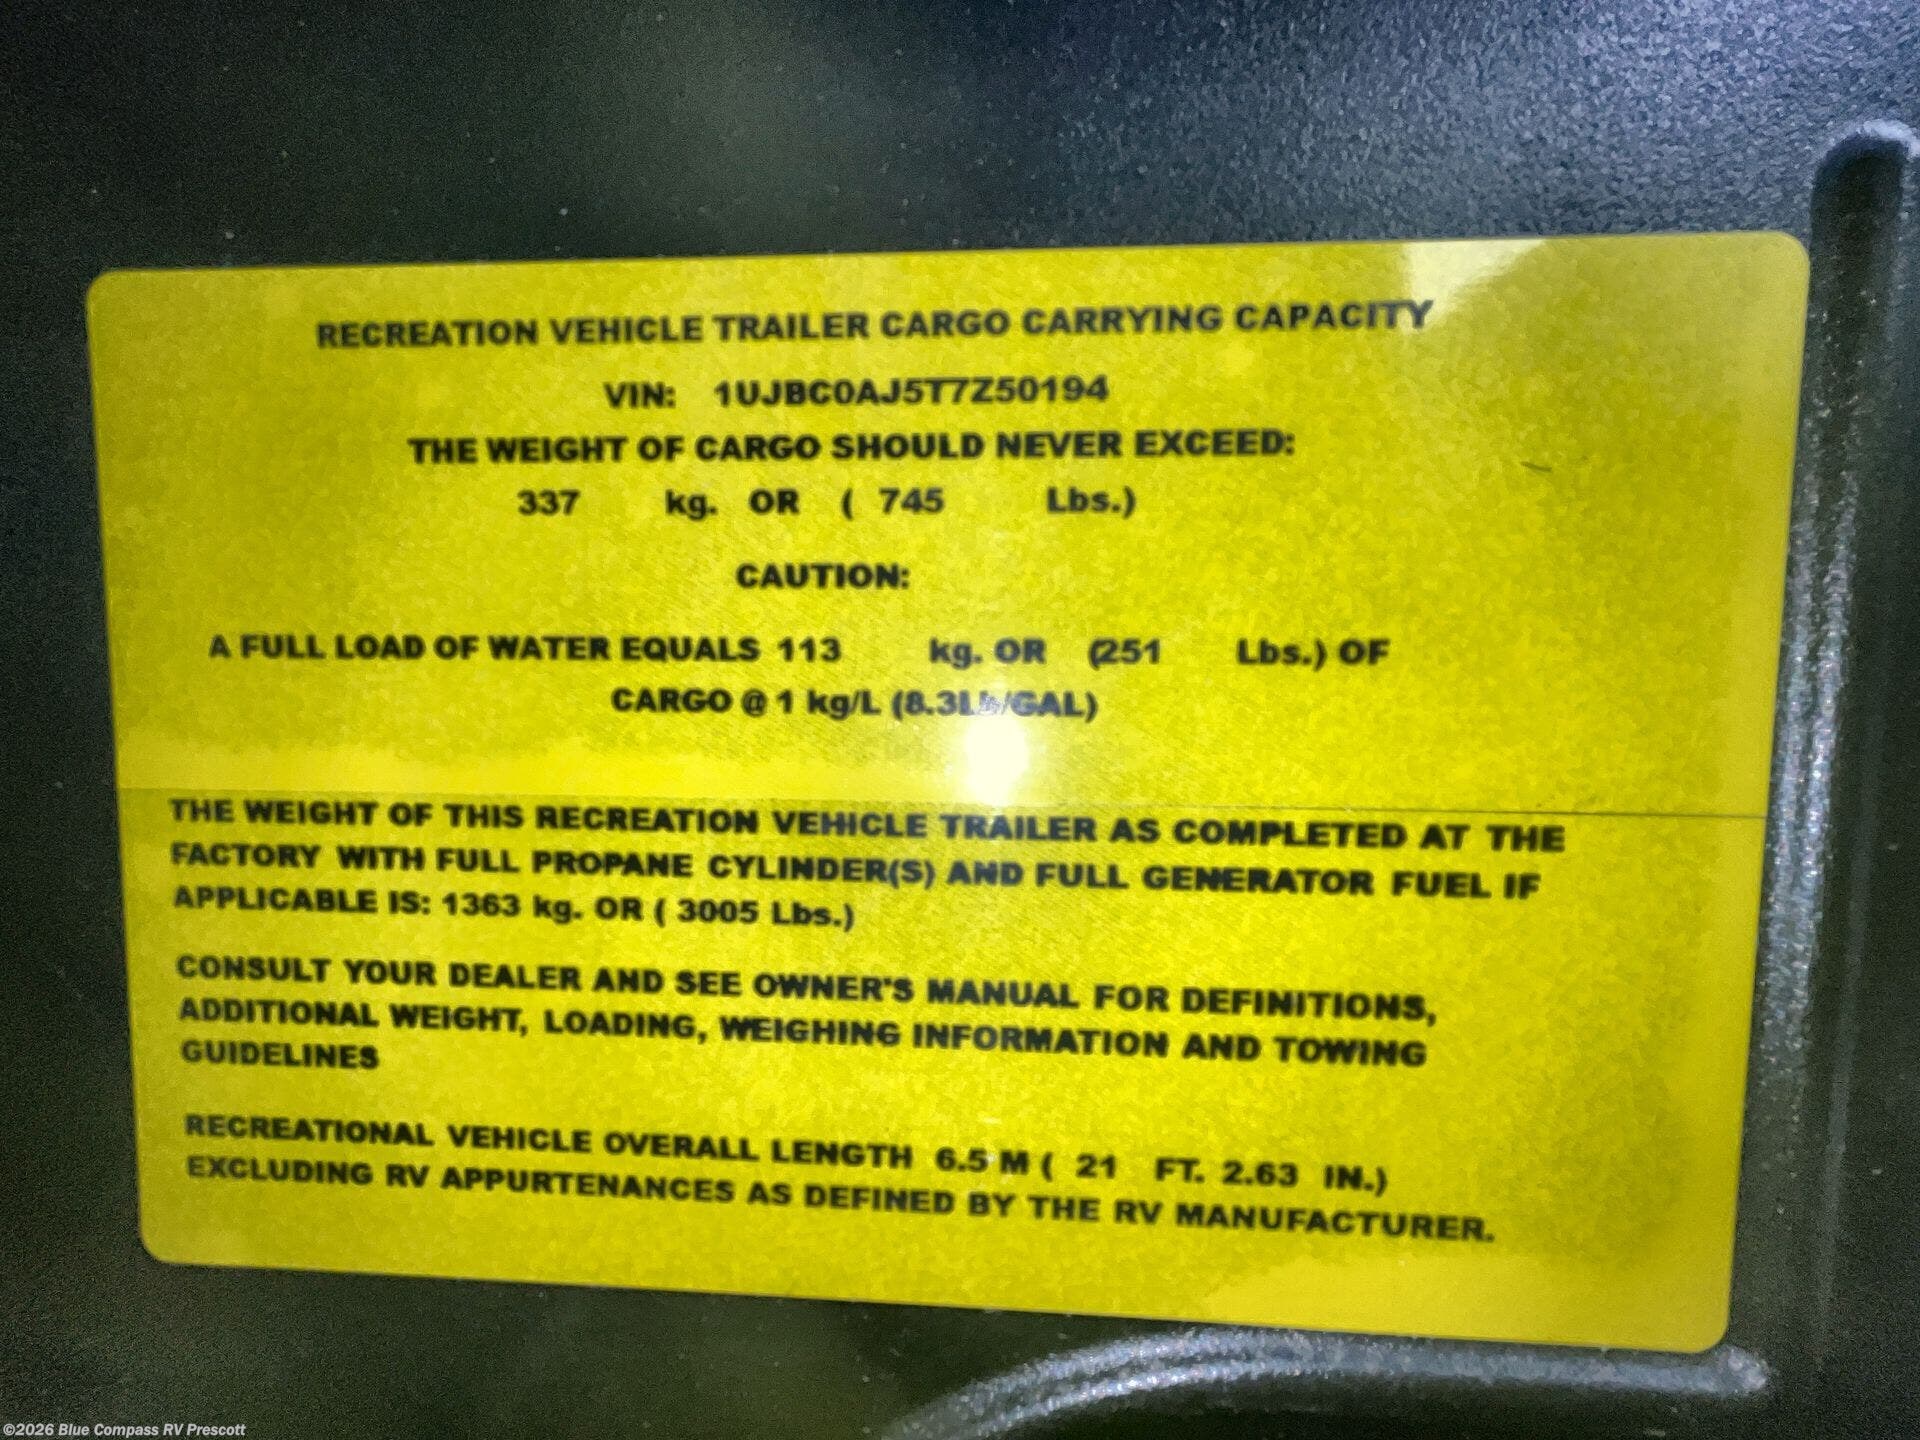 RECREATION VEHICLE TRAILER CARGO CARRYING CAPACITY
VIN: 1UJBC0AJ5T7Z50194
THE WEIGHT OF CARGO SHOULD NEVER EXCEED:
337 kg. OR ( 745 Lbs.)
CAUTION:
A FULL LOAD OF WATER EQUALS 113 kg. OR (251 Lbs.) OF
CARGO @ 1 kg/L (8.3Lb/GAL)
THE WEIGHT OF THIS RECREATION VEHICLE TRAILER AS COMPLETED AT THE
FACTORY WITH FULL PROPANE CYLINDER(S) AND FULL GENERATOR FUEL IF
APPLICABLE IS: 1363 kg. OR ( 3005 Lbs.)
CONSULT YOUR DEALER AND SEE OWNER'S MANUAL FOR DEFINITIONS,
ADDITIONAL WEIGHT, LOADING, WEIGHING INFORMATION AND TOWING
GUIDELINES
RECREATIONAL VEHICLE OVERALL LENGTH 6.5 M ( 21 FT. 2.63 IN.)
EXCLUDING RV APPURTENANCES AS DEFINED BY THE RV MANUFACTURER.
©2026 Blue Compass RV Prescott